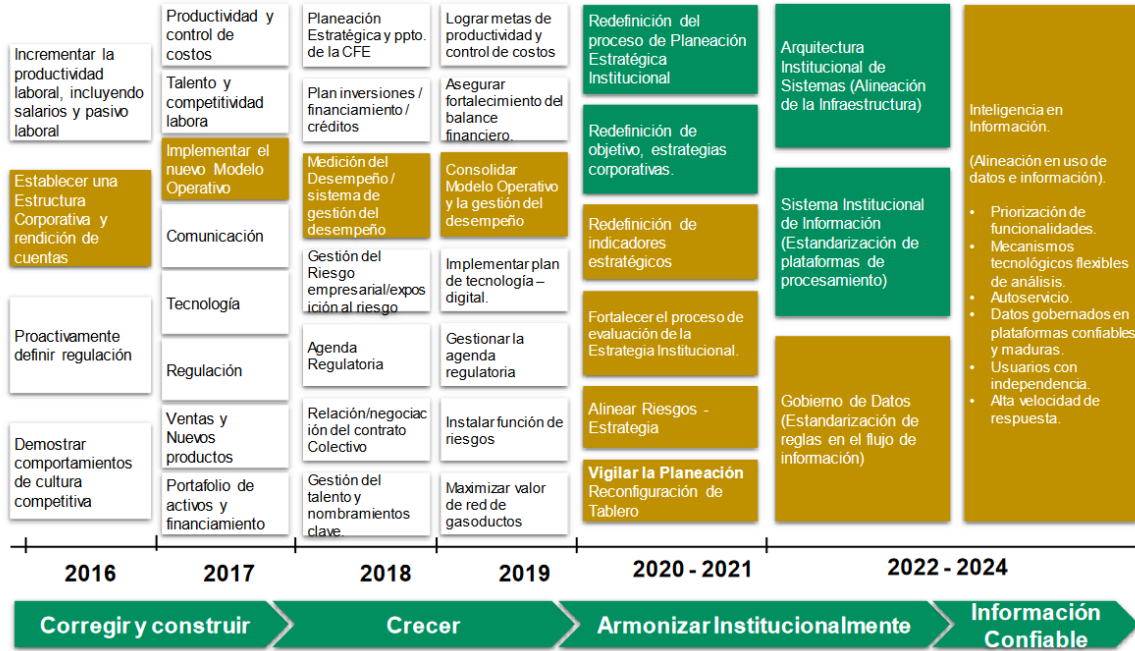 Incrementar la
productividad
laboral, incluyendo
salarios y pasivo
laboral
Establecer una
Estructura
Corporativa y
rendición de
cuentas
Proactivamente
definir regulación
Demostrar
comportamientos
de cultura
competitiva
Productividad y
control de
costos
Talento y
competitividad
labora
Implementar el
nuevo Modelo
Operativo
Comunicación
Tecnología
Regulación
Ventas y
Nuevos
productos
Portafolio de
activos y
financiamiento
Planeación
Estratégica y ppto.
de la CFE
Plan inversiones /
financiamiento /
créditos
Medición del
Desempeño /
sistema de
gestión del
desempeño
Gestión del
Riesgo
empresarial/expos
ición al riesgo
Agenda
Regulatoria
Relación/negociac
ión del contrato
Colectivo
Gestión del
talento y
nombramientos
clave.
Lograr metas de
productividad y
control de costos
Asegurar
fortalecimiento del
balance
financiero.
Consolidar
Modelo Operativo
y la gestión del
desempeño
Implementar plan
de tecnología –
digital.
Gestionar la
agenda
regulatoria
Instalar función de
riesgos
Maximizar valor
de red de
gasoductos
Redefinición del
proceso de Planeación
Estratégica
Institucional
Redefinición de
objetivo, estrategias
corporativas.
Redefinición de
indicadores
estratégicos
Fortalecer el proceso de
evaluación de la
Estrategia Institucional.
Alinear Riesgos -
Estrategia
Vigilar la Planeación
Reconfiguración de
Tablero
Arquitectura
Institucional de
Sistemas (Alineación
de la Infraestructura)
Sistema Institucional
de Información
(Estandarización de
plataformas de
procesamiento)
Gobierno de Datos
(Estandarización de
reglas en el flujo de
información)
Inteligencia en
Información.
(Alineación en uso de
datos e información).
• Priorización de
funcionalidades.
• Mecanismos
tecnológicos flexibles
de análisis.
• Autoservicio.
• Datos gobernados en
plataformas confiables
y maduras.
• Usuarios con
independencia.
• Alta velocidad de
respuesta.
2016
2017
2018
2019
2020 - 2021
2022 - 2024
Corregir y construir
Crecer
Armonizar Institucionalmente
Información
Confiable